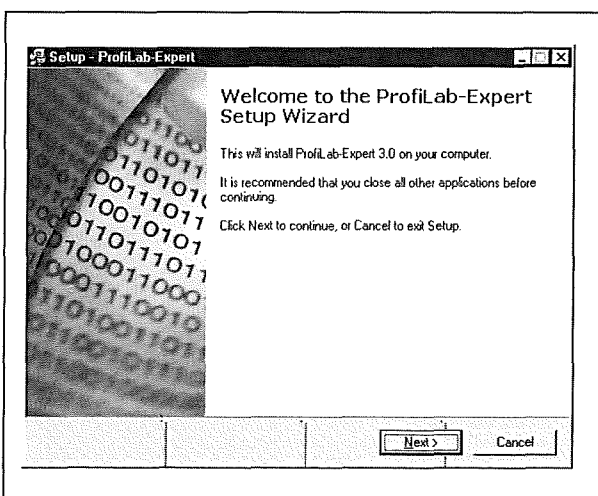 Setup - ProfiLab-Expert
Welcome to the ProfiLab-Expert
Setup Wizard
This will install ProfiLab-Expert 3.0 on your computer.
It is recommended that you close all other applications before
continuing.
Click Next to continue, or Cancel to exit Setup.
Next >
Cancel